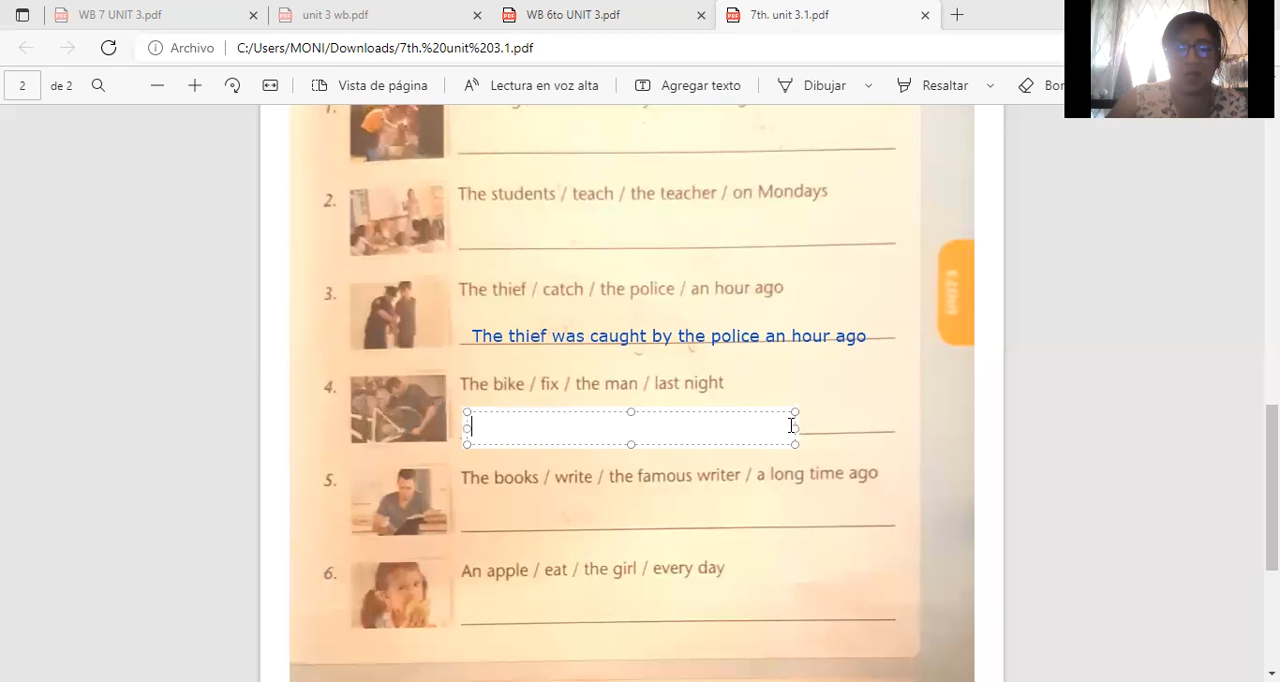 WB 7 UNIT 3.pdf
unit 3 wb.pdf
WB 6to UNIT 3.pdf
7th. unit 3.1.pdf
Archivo
C:/Users/MONI/Downloads/7th.%20unit%203.1.pdf
2 de 2
Vista de página
Lectura en voz alta
Agregar texto
Dibujar
Resaltar
Bor
1.
2. The students / teach / the teacher / on Mondays
3. The thief / catch / the police / an hour ago
The thief was caught by the police an hour ago
4. The bike / fix / the man / last night
5. The books / write / the famous writer / a long time ago
6. An apple / eat / the girl / every day